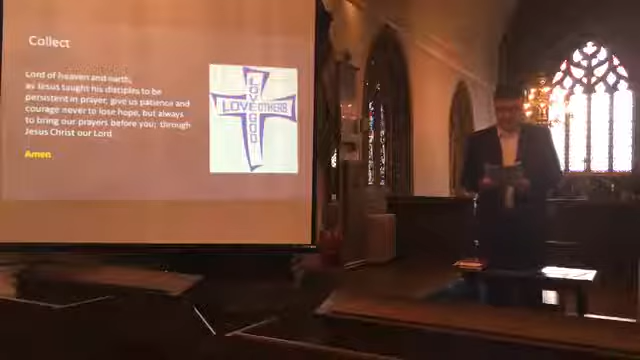 Collect
Lord of heaven and earth,
as Jesus taught his disciples to be
persistent in prayer, give us patience and
courage never to lose hope, but always
to bring our prayers before you; through
Jesus Christ our Lord
Amen
LOVE GOD
LOVE OTHERS